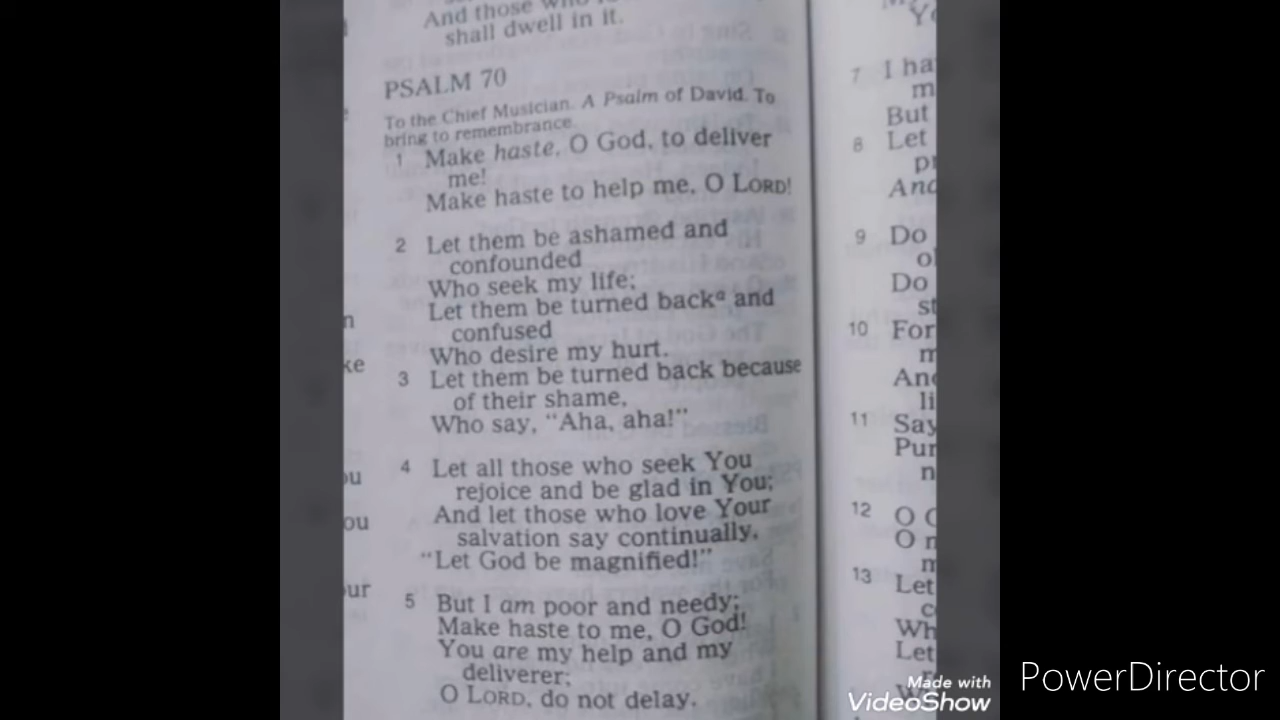 And those who
shall dwell in it.
PSALM 70
To the Chief Musician. A Psalm of David. To
bring to remembrance.
1 Make haste, O God, to deliver
me!
Make haste to help me, O LORD!
2 Let them be ashamed and
confounded
Who seek my life;
Let them be turned backᵃ and
confused
Who desire my hurt.
3 Let them be turned back because
of their shame,
Who say, “Aha, aha!”
4 Let all those who seek You
rejoice and be glad in You;
And let those who love Your
salvation say continually,
“Let God be magnified!”
5 But I am poor and needy;
Make haste to me, O God!
You are my help and my
deliverer;
O LORD, do not delay.
7 I ha
m
But
8 Let
pr
And
9 Do
ol
Do
st
10 For
m
And
li
11 Say
Pur
n
12 O G
O m
m
13 Let
c
Wh
Let
Made with
VideoShow
PowerDirector